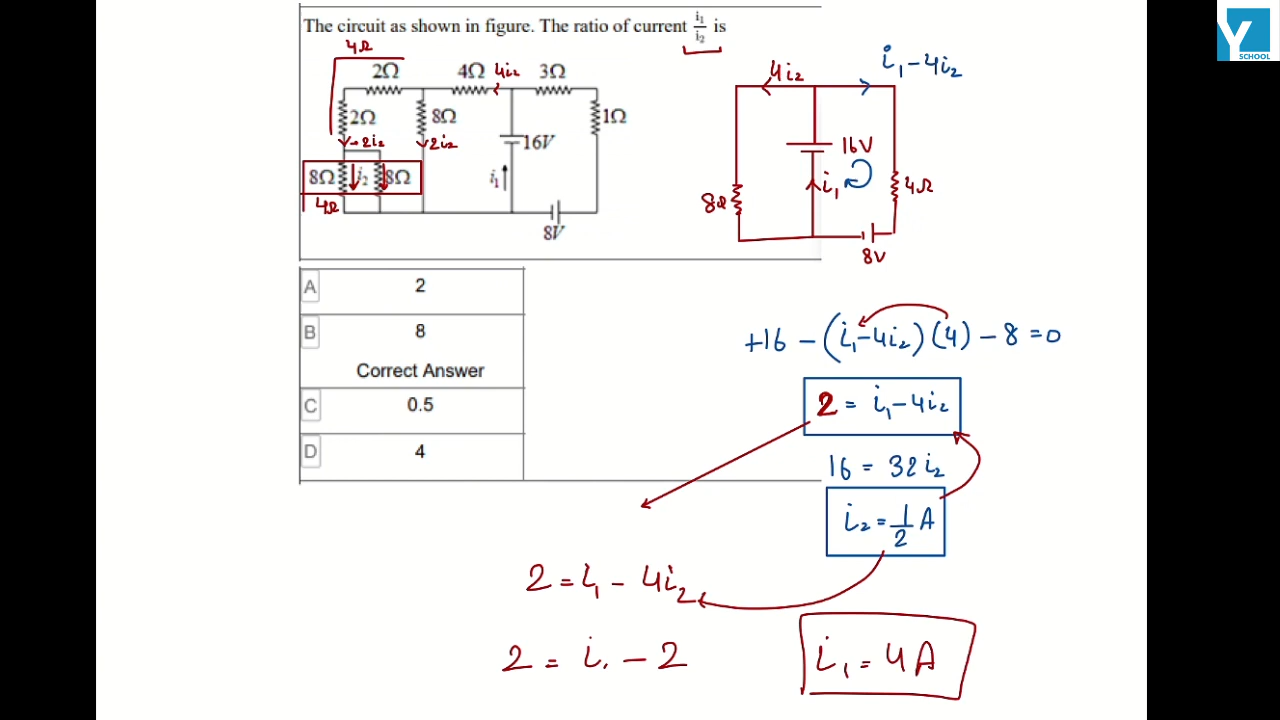 Y
SCHOOL
The circuit as shown in figure. The ratio of current i₁/i₂ is
4Ω
2Ω 4Ω 4i₂ 3Ω
2Ω 8Ω 1Ω
2i₂ 2i₂ 16V
8Ω i₂ 8Ω i₁
4Ω
8V
4i₂ i₁-4i₂
16V
8Ω i₁ 4Ω
8V
A 2
B 8
Correct Answer
C 0.5
D 4
+16 - (i₁-4i₂)(4) - 8 = 0
2 = i₁-4i₂
16 = 32i₂
i₂ = 1/2 A
2 = i₁ - 4i₂
2 = i₁ - 2
i₁ = 4A